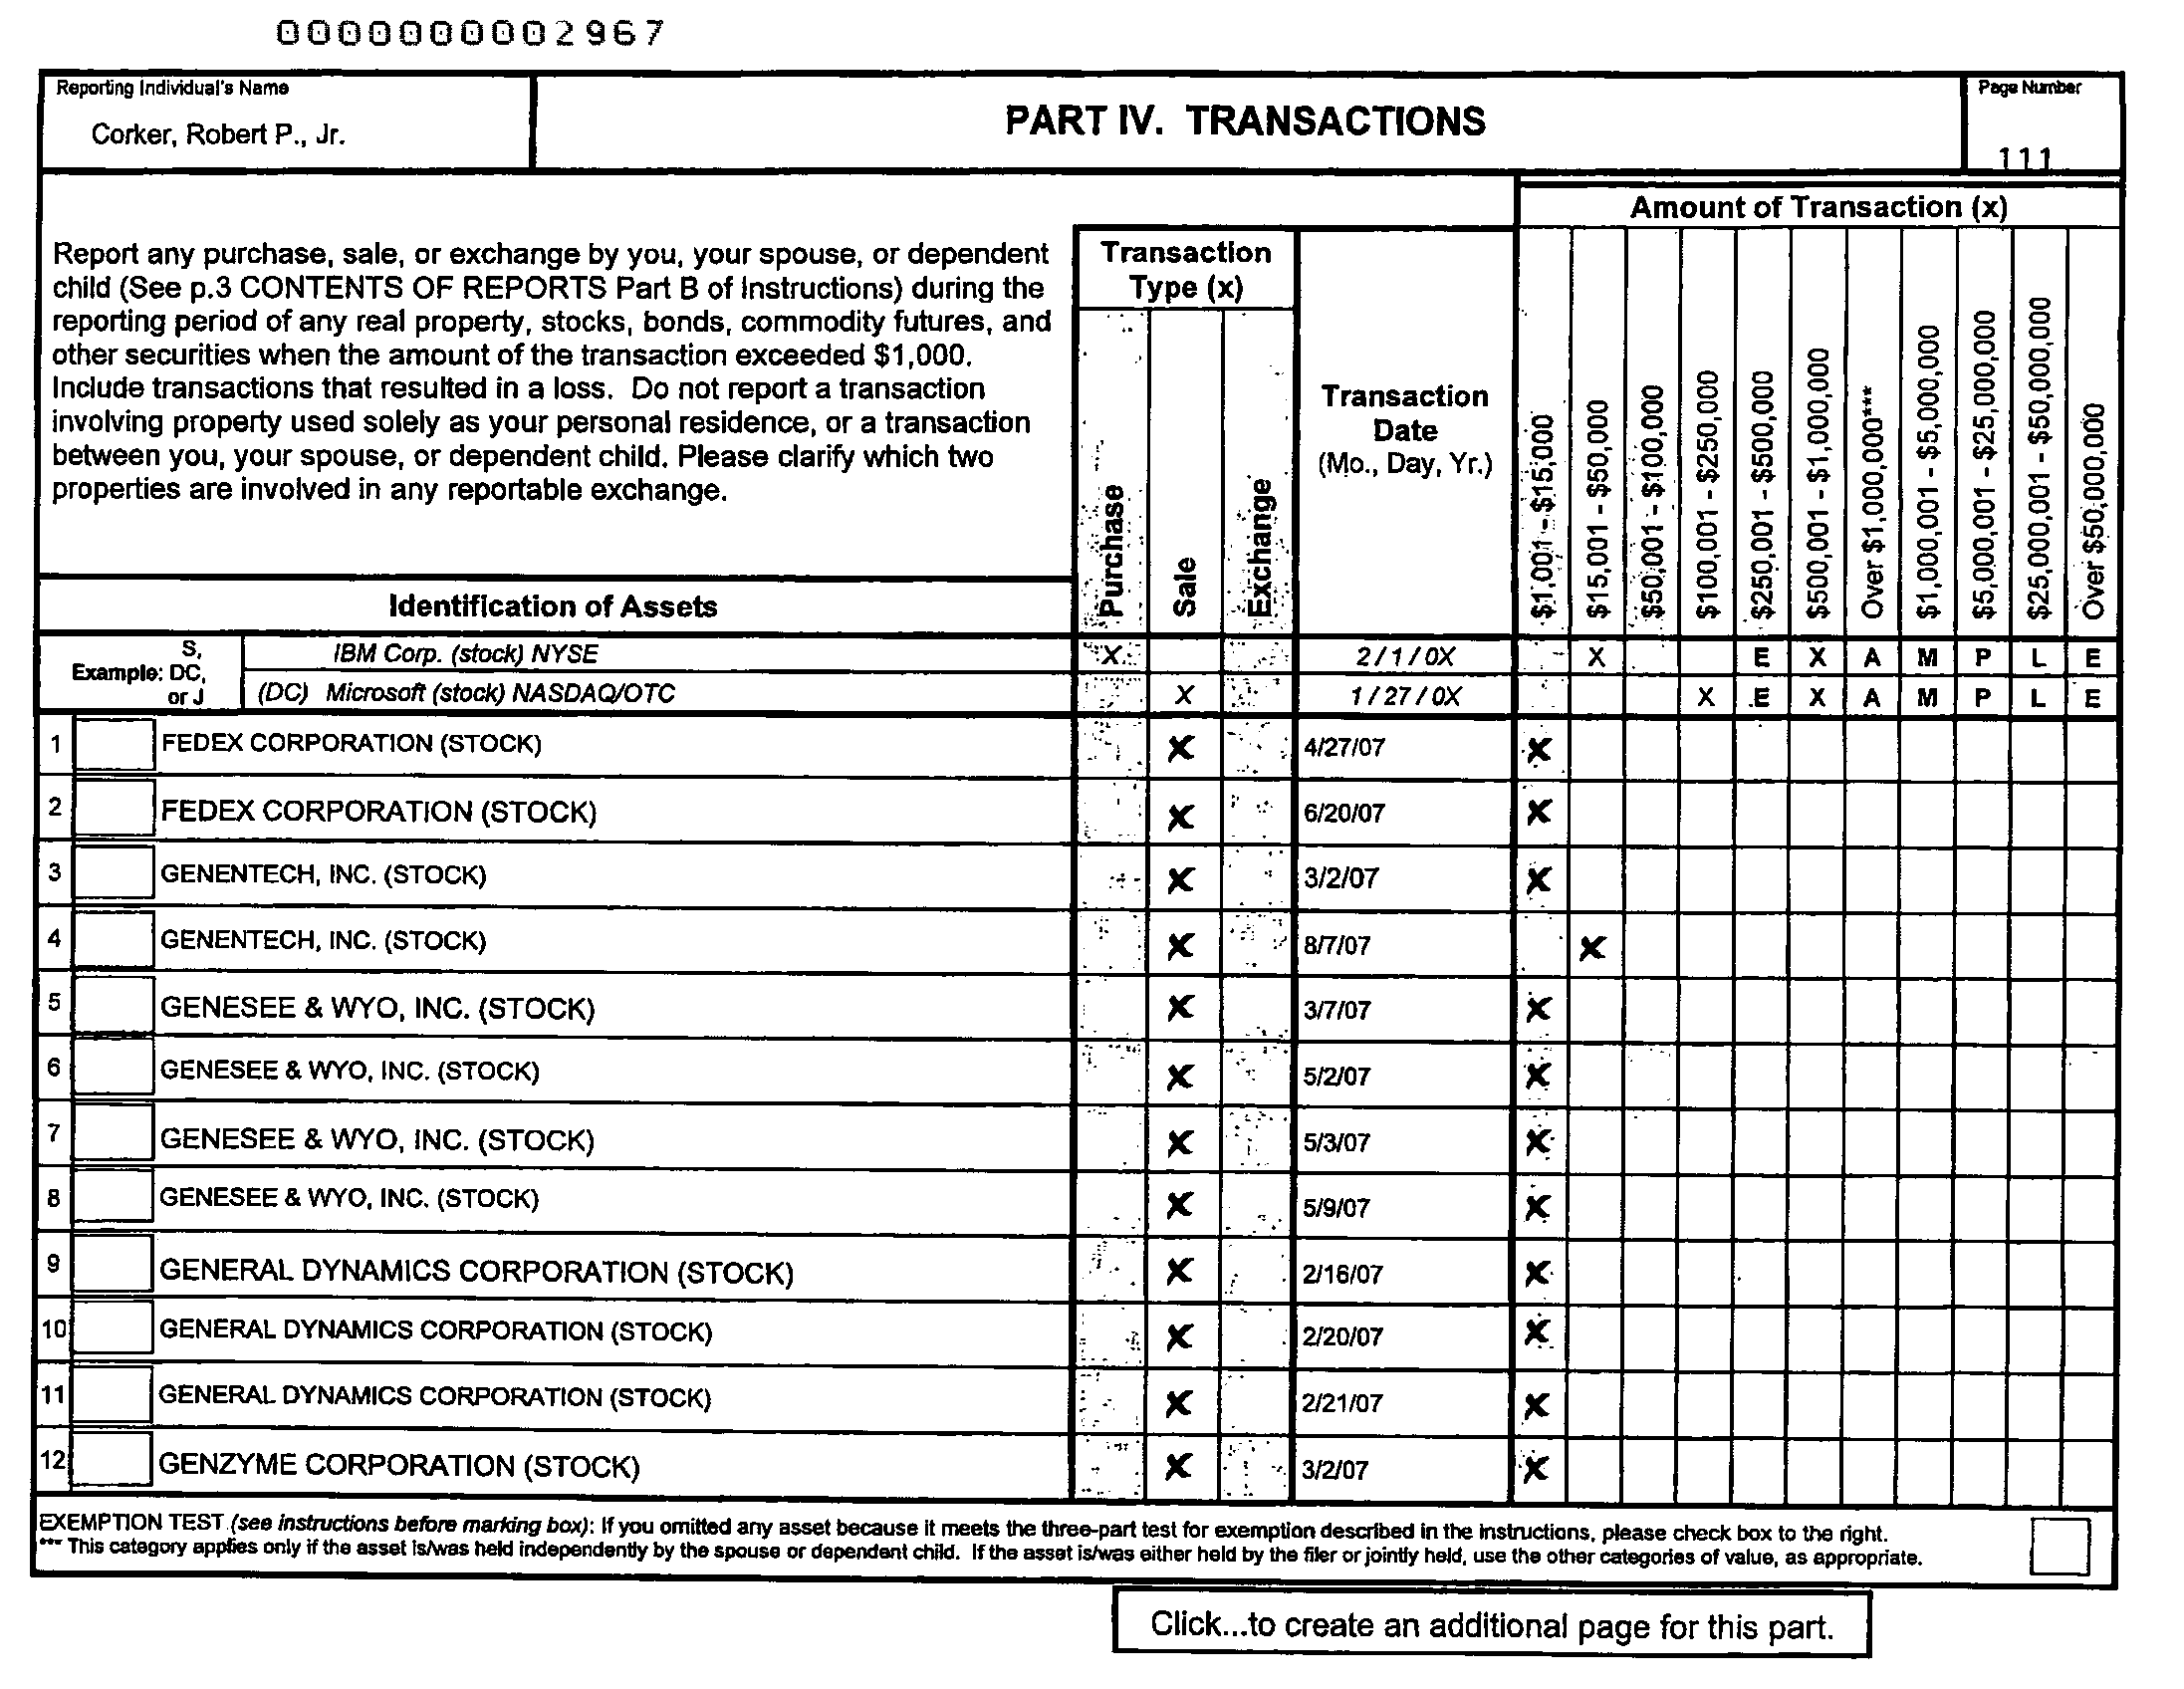 0000000002967
Reporting Individual's Name
Corker, Robert P., Jr.
PART IV. TRANSACTIONS
Page Number
111
Amount of Transaction (x)
Report any purchase, sale, or exchange by you, your spouse, or dependent
child (See p.3 CONTENTS OF REPORTS Part B of Instructions) during the
reporting period of any real property, stocks, bonds, commodity futures, and
other securities when the amount of the transaction exceeded $1,000.
Include transactions that resulted in a loss. Do not report a transaction
involving property used solely as your personal residence, or a transaction
between you, your spouse, or dependent child. Please clarify which two
properties are involved in any reportable exchange.
Transaction
Type (x)
Purchase
Sale
Exchange
Transaction
Date
(Mo., Day, Yr.)
$1,001 - $15,000
$15,001 - $50,000
$50,001 - $100,000
$100,001 - $250,000
$250,001 - $500,000
$500,001 - $1,000,000
Over $1,000,000***
$1,000,001 - $5,000,000
$5,000,001 - $25,000,000
$25,000,001 - $50,000,000
Over $50,000,000
Identification of Assets
S,
Example: DC,
or J
IBM Corp. (stock) NYSE X 2 / 1 / 0X X E X A M P L E
(DC) Microsoft (stock) NASDAQ/OTC X 1 / 27 / 0X X E X A M P L E
1 FEDEX CORPORATION (STOCK) X 4/27/07 X
2 FEDEX CORPORATION (STOCK) X 6/20/07 X
3 GENENTECH, INC. (STOCK) X 3/2/07 X
4 GENENTECH, INC. (STOCK) X 8/7/07 X
5 GENESEE & WYO, INC. (STOCK) X 3/7/07 X
6 GENESEE & WYO, INC. (STOCK) X 5/2/07 X
7 GENESEE & WYO, INC. (STOCK) X 5/3/07 X
8 GENESEE & WYO, INC. (STOCK) X 5/9/07 X
9 GENERAL DYNAMICS CORPORATION (STOCK) X 2/16/07 X
10 GENERAL DYNAMICS CORPORATION (STOCK) X 2/20/07 X
11 GENERAL DYNAMICS CORPORATION (STOCK) X 2/21/07 X
12 GENZYME CORPORATION (STOCK) X 3/2/07 X
EXEMPTION TEST (see instructions before marking box): If you omitted any asset because it meets the three-part test for exemption described in the instructions, please check box to the right.
*** This category applies only if the asset is/was held independently by the spouse or dependent child. If the asset is/was either held by the filer or jointly held, use the other categories of value, as appropriate.
Click...to create an additional page for this part.